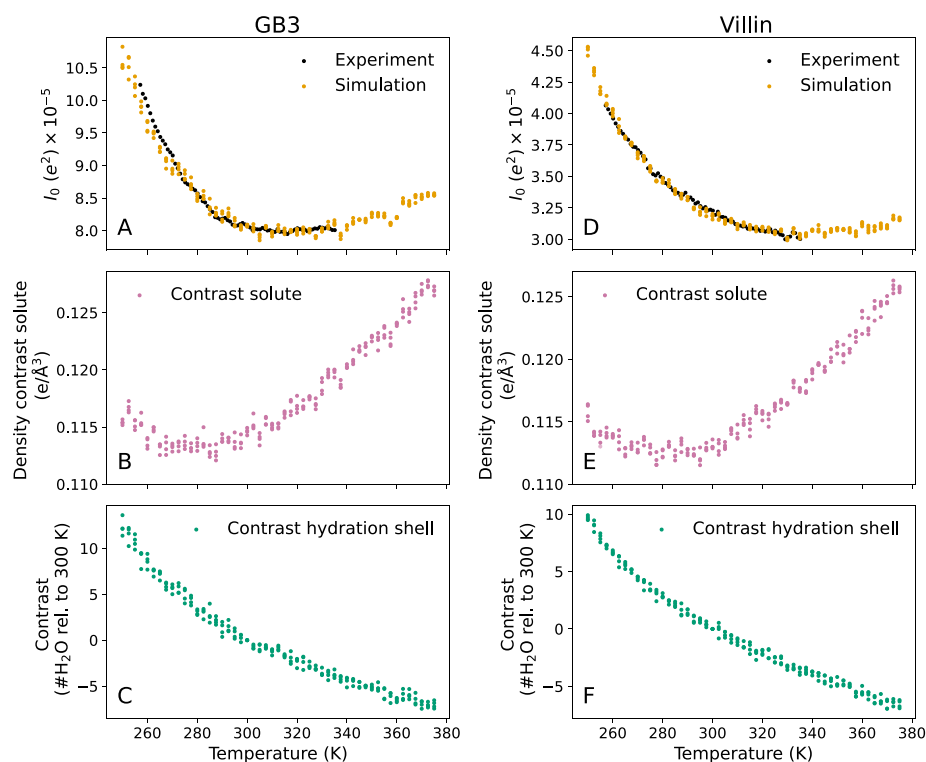 GB3
Villin
10.5
10.0
9.5
9.0
8.5
8.0
I₀ (e²) × 10⁻⁵
Experiment
Simulation
A
4.50
4.25
4.00
3.75
3.50
3.25
3.00
I₀ (e²) × 10⁻⁵
Experiment
Simulation
D
0.125
0.120
0.115
0.110
Density contrast solute
(e/Å³)
Contrast solute
B
0.125
0.120
0.115
0.110
Density contrast solute
(e/Å³)
Contrast solute
E
10
5
0
−5
Contrast
(#H₂O rel. to 300 K)
Contrast hydration shell
C
260 280 300 320 340 360 380
Temperature (K)
10
5
0
−5
Contrast
(#H₂O rel. to 300 K)
Contrast hydration shell
F
260 280 300 320 340 360 380
Temperature (K)